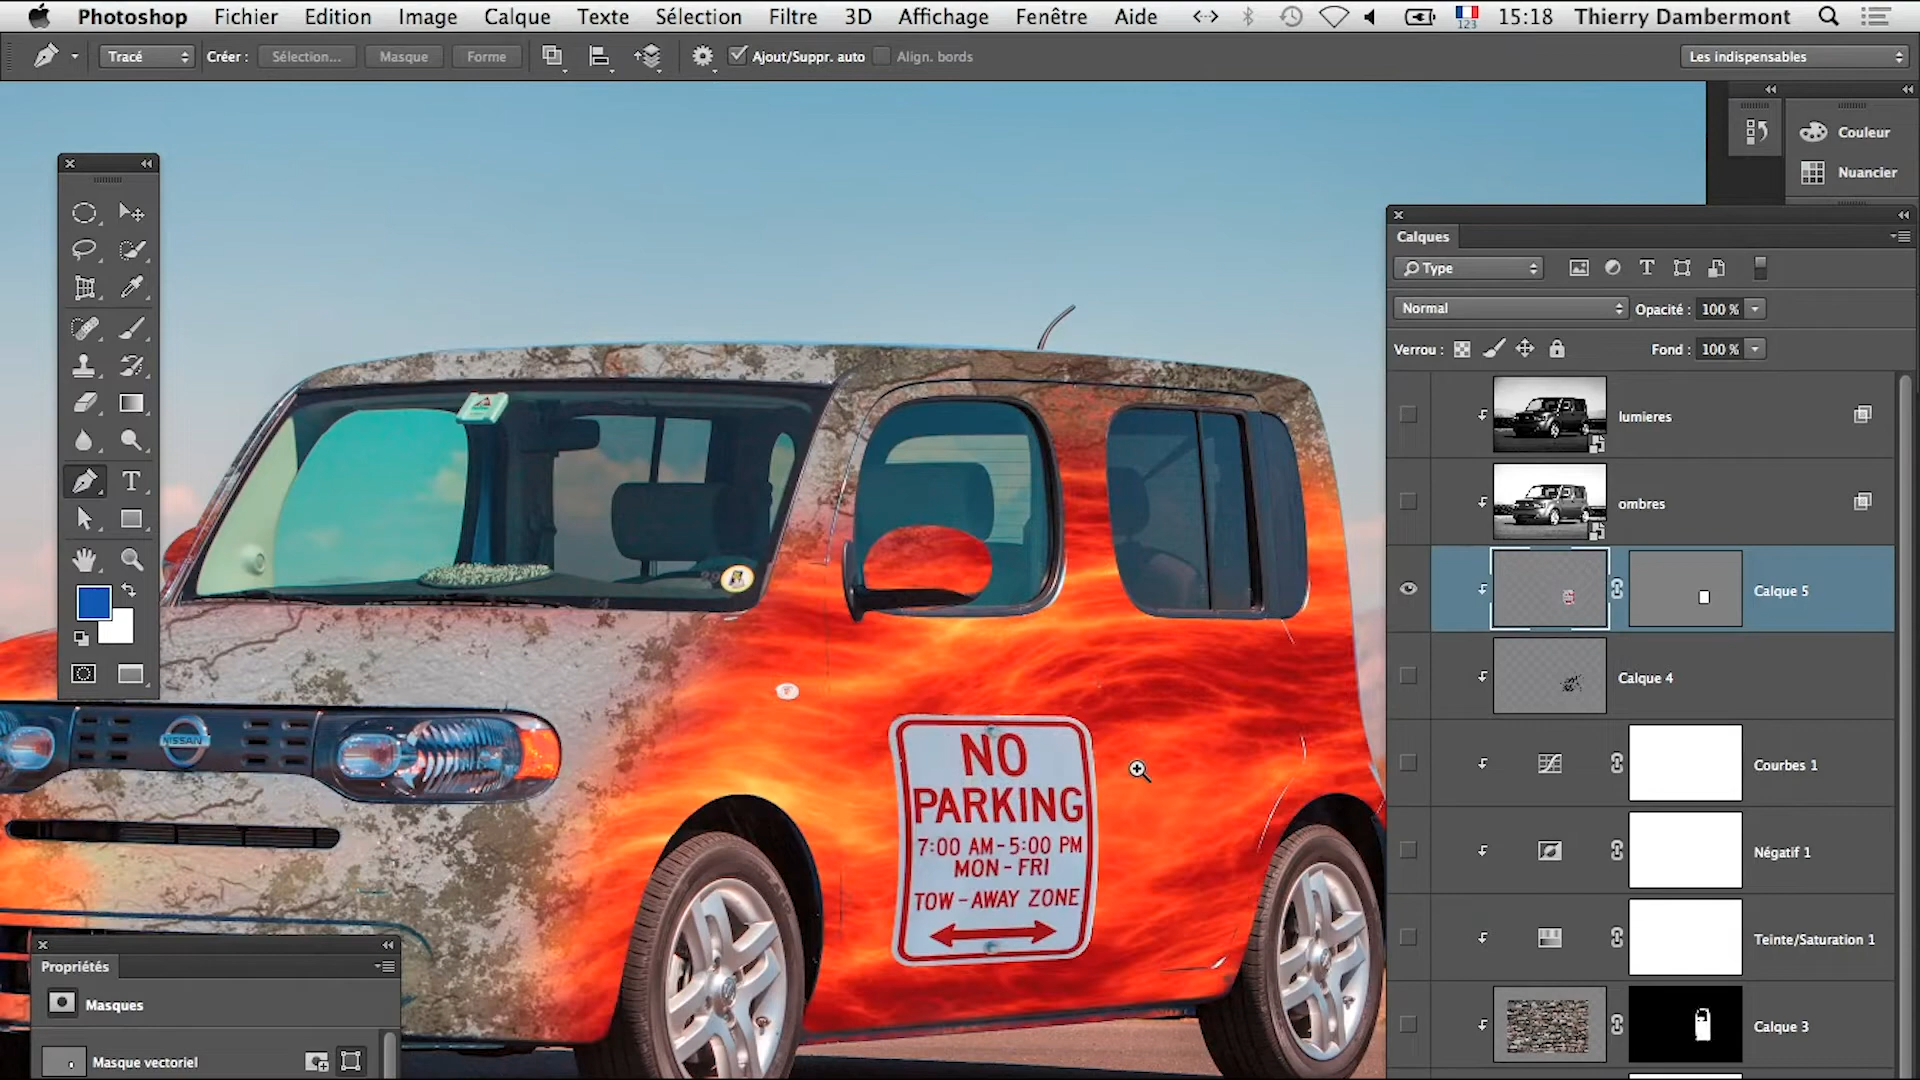 Photoshop Fichier Edition Image Calque Texte Sélection Filtre 3D Affichage Fenêtre Aide 123 15:18 Thierry Dambermont
Tracé Créer : Sélection... Masque Forme Ajout/Suppr. auto Align. bords Les indispensables
Couleur
Nuancier
Calques
Type
Normal Opacité : 100 %
Verrou : Fond : 100 %
lumieres
ombres
Calque 5
Calque 4
Courbes 1
Négatif 1
Teinte/Saturation 1
Calque 3
T
NISSAN
NO
PARKING
7:00 AM-5:00 PM
MON-FRI
TOW-AWAY ZONE
Propriétés
Masques
Masque vectoriel